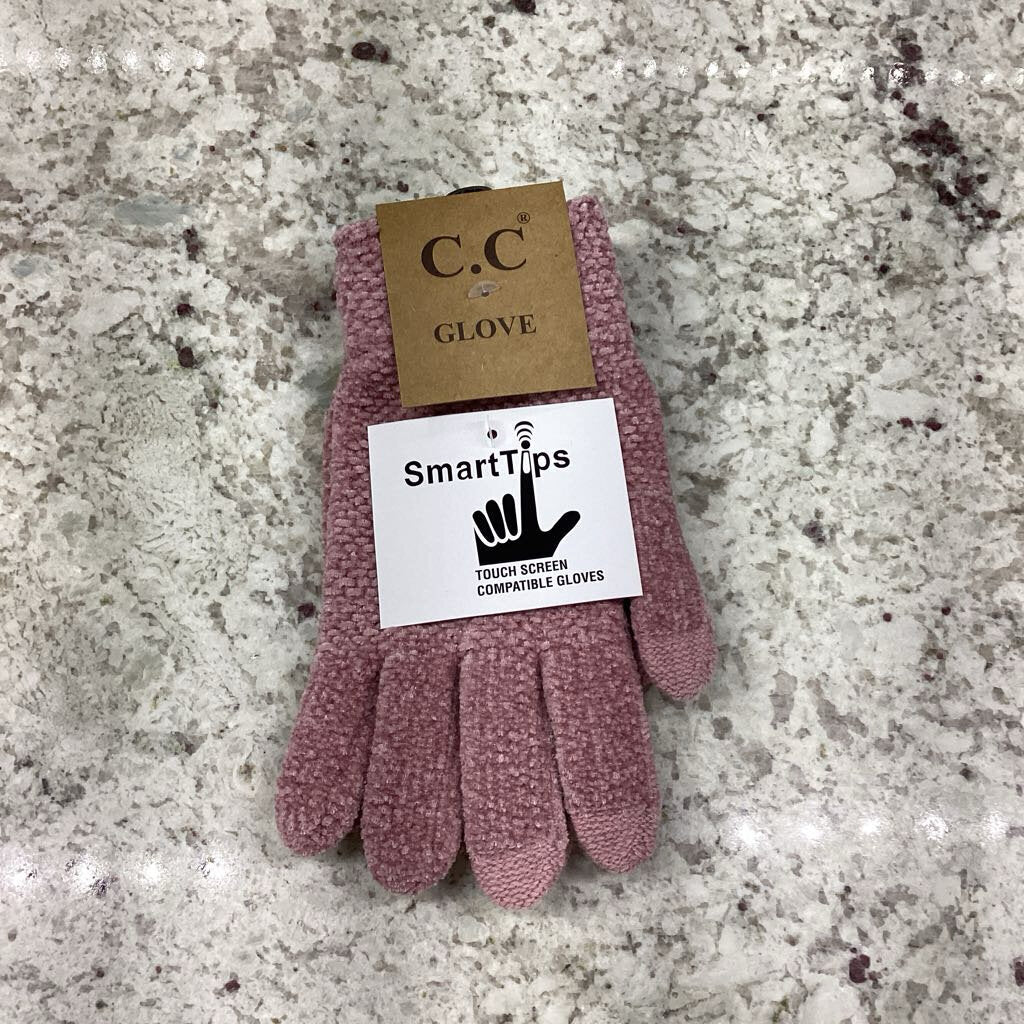 C.C®
GLOVE
SmartTips
TOUCH SCREEN
COMPATIBLE GLOVES